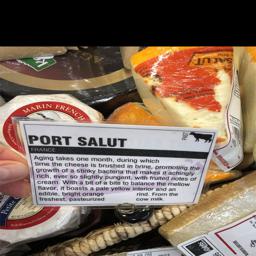 SALUT
MARIN FRENCH
PORT SALUT
FRANCE
Aging takes one month, during which
time the cheese is brushed in brine, promoting the
growth of a stinky bacteria that makes it achingly
rich, ever so slightly pungent, with fruited notes of
cream. With a bit of a bite to balance the mellow
flavor, it boasts a pale yellow interior and an
edible, bright orange rind. From the
freshest, pasteurized cow milk.